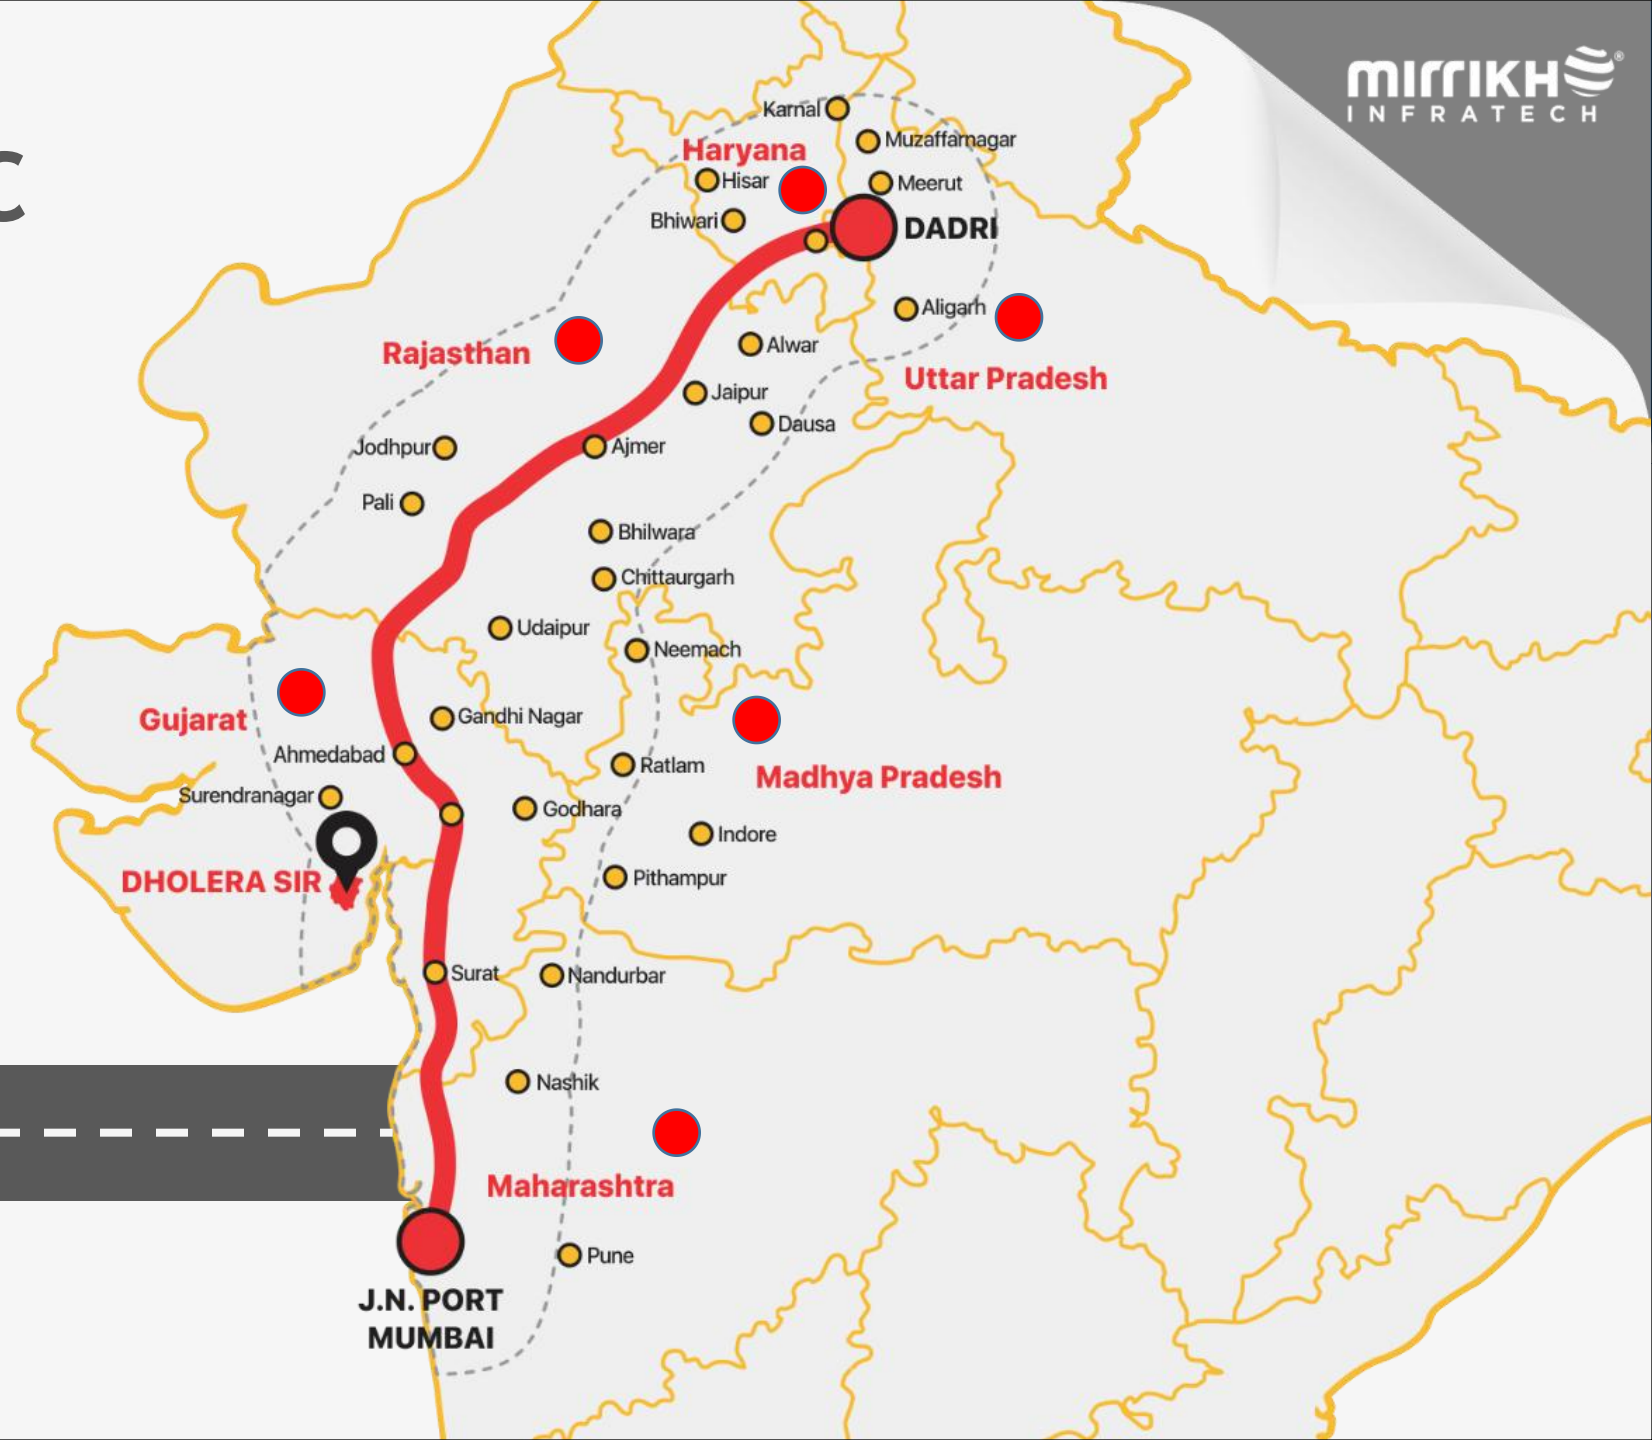 C
mirrikh®
INFRATECH
Karnal
Muzaffarnagar
Haryana
Hisar
Meerut
Bhiwari
DADRI
Aligarh
Rajasthan
Alwar
Uttar Pradesh
Jaipur
Dausa
Jodhpur
Ajmer
Pali
Bhilwara
Chittaurgarh
Udaipur
Neemach
Gujarat
Gandhi Nagar
Ahmedabad
Ratlam
Madhya Pradesh
Surendranagar
Godhara
Indore
DHOLERA SIR
Pithampur
Surat
Nandurbar
Nashik
Maharashtra
Pune
J.N. PORT
MUMBAI